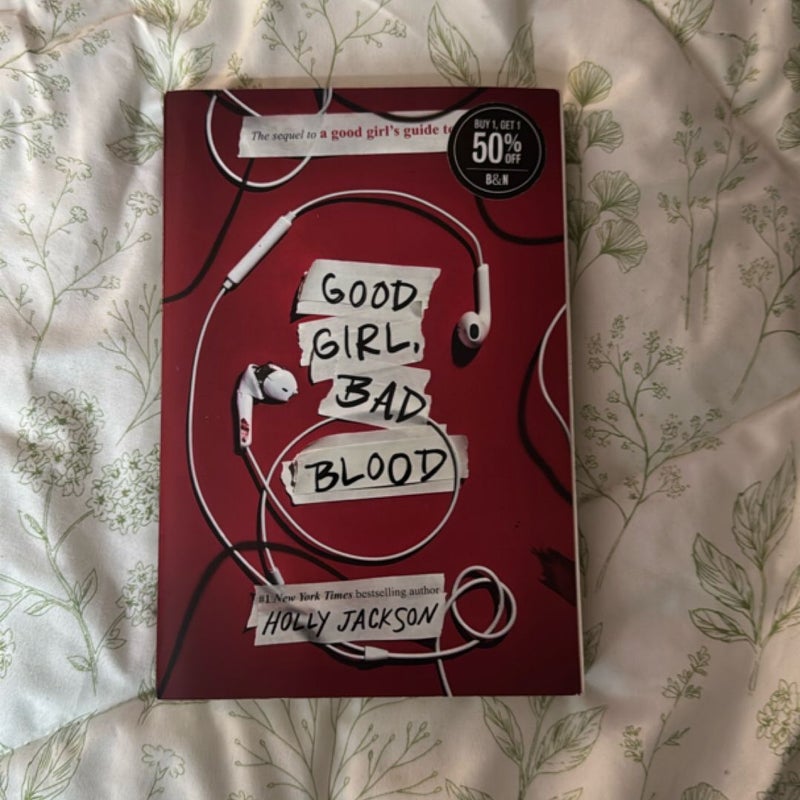 The sequel to a good girl's guide to
BUY 1, GET 1
50% OFF
B&N
GOOD
GIRL,
BAD
BLOOD
#1 New York Times bestselling author
HOLLY JACKSON